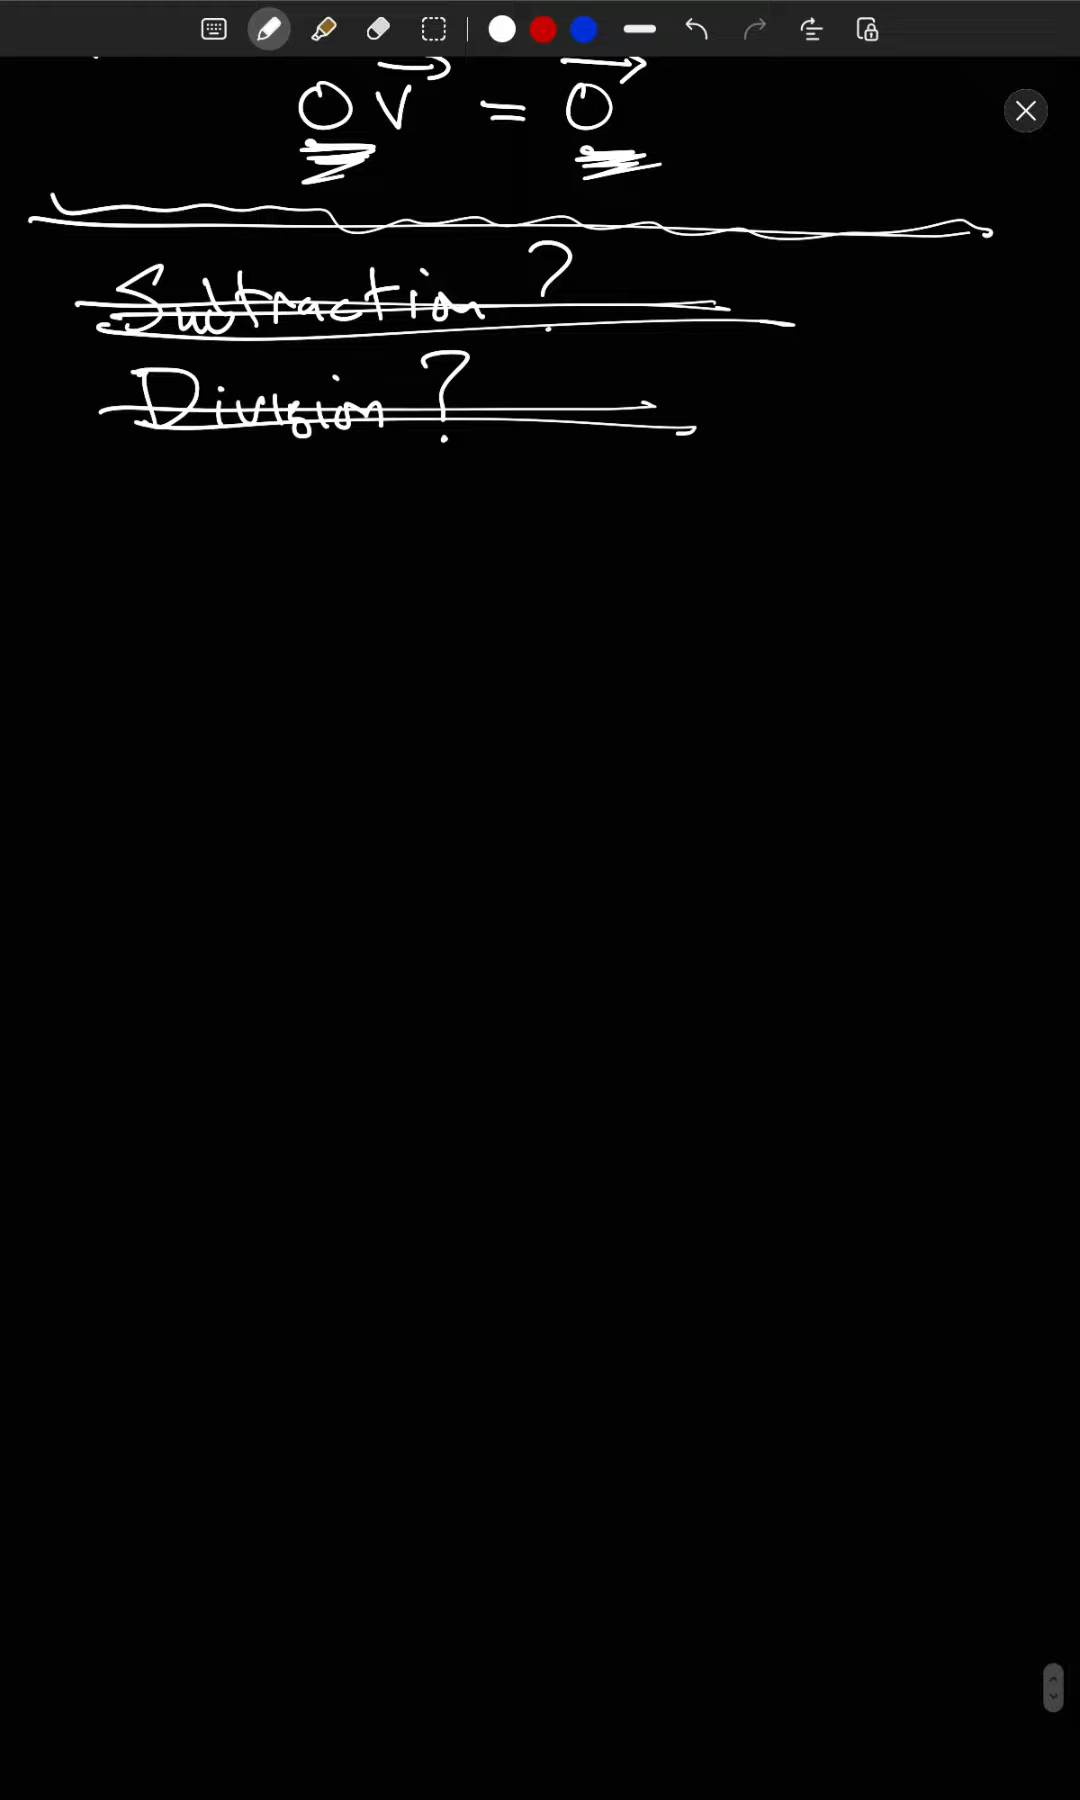 0 v⃗ = 0⃗
Subtraction ?
Division ?